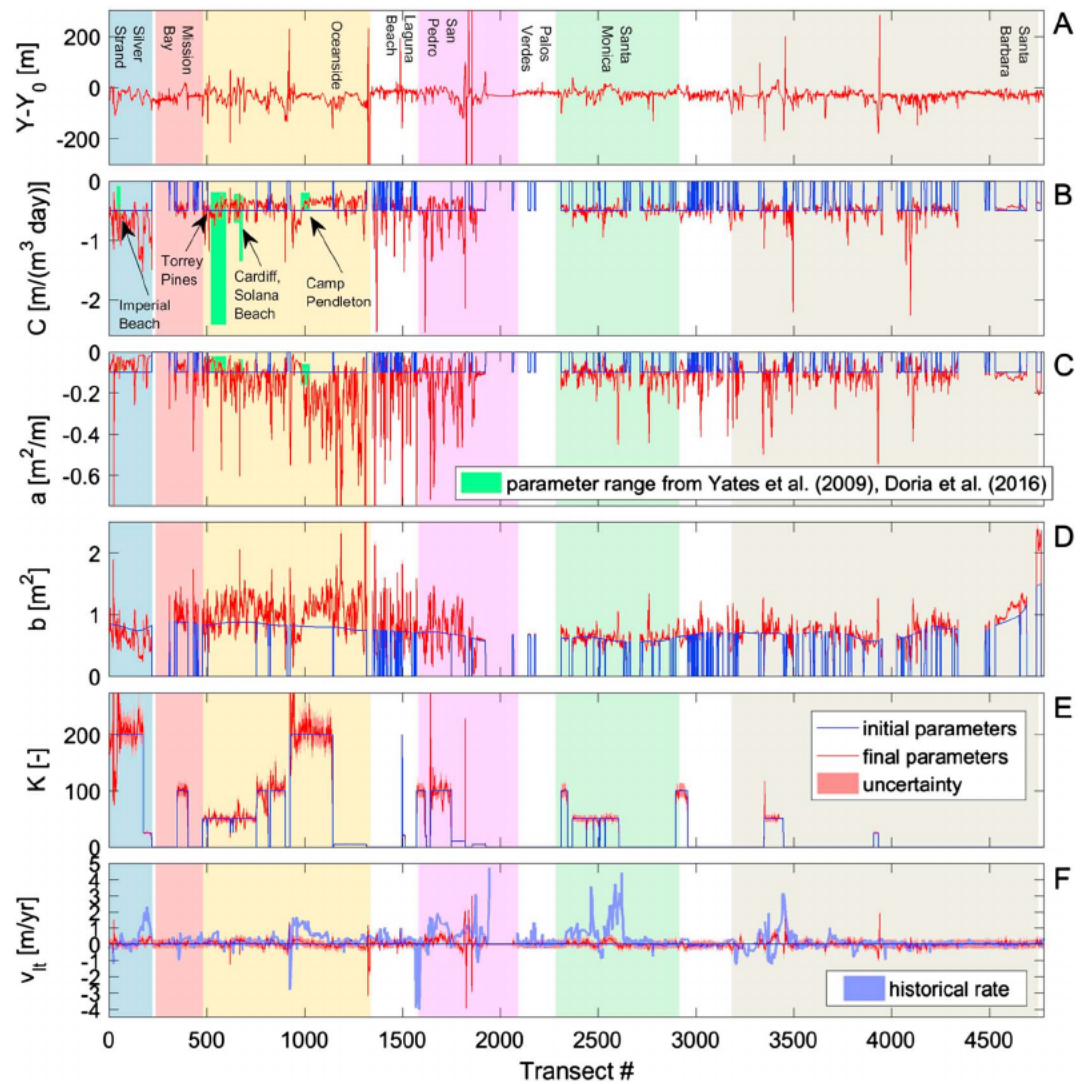 A
Y-Y0 [m]
200
0
-200
Silver
Strand
Mission
Bay
Oceanside
Laguna
Beach
San
Pedro
Palos
Verdes
Santa
Monica
Santa
Barbara
B
C [m/(m3 day)]
0
-1
-2
Imperial
Beach
Torrey
Pines
Cardiff,
Solana
Beach
Camp
Pendleton
C
a [m2/m]
0
-0.2
-0.4
-0.6
parameter range from Yates et al. (2009), Doria et al. (2016)
D
b [m2]
2
1
0
E
K [-]
200
100
0
initial parameters
final parameters
uncertainty
F
vlt [m/yr]
5
4
3
2
1
0
-1
-2
-3
-4
historical rate
0 500 1000 1500 2000 2500 3000 3500 4000 4500
Transect #